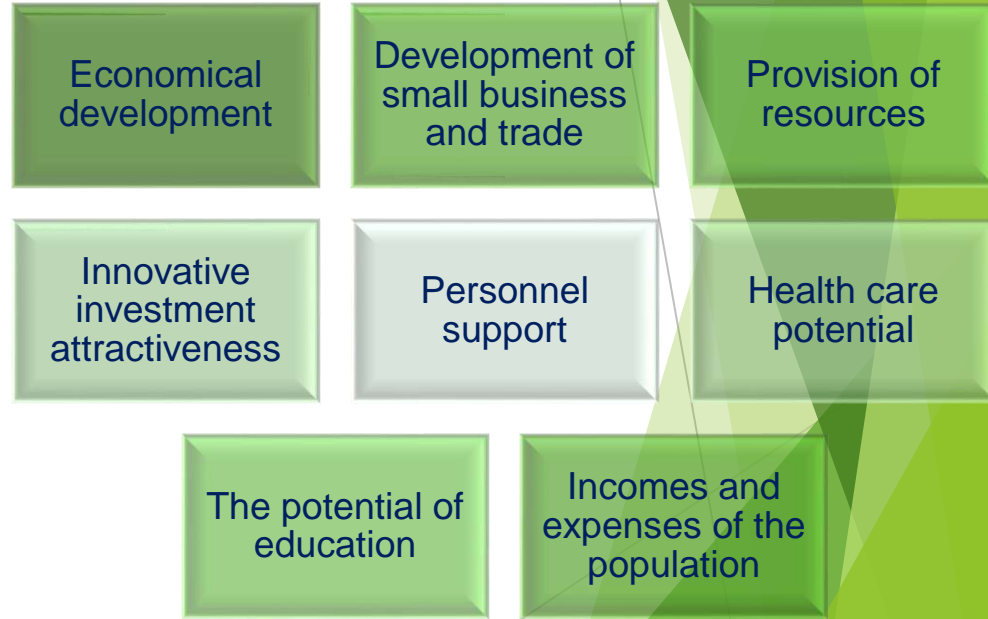 Economical
development
Development of
small business
and trade
Provision of
resources
Innovative
investment
attractiveness
Personnel
support
Health care
potential
The potential of
education
Incomes and
expenses of the
population